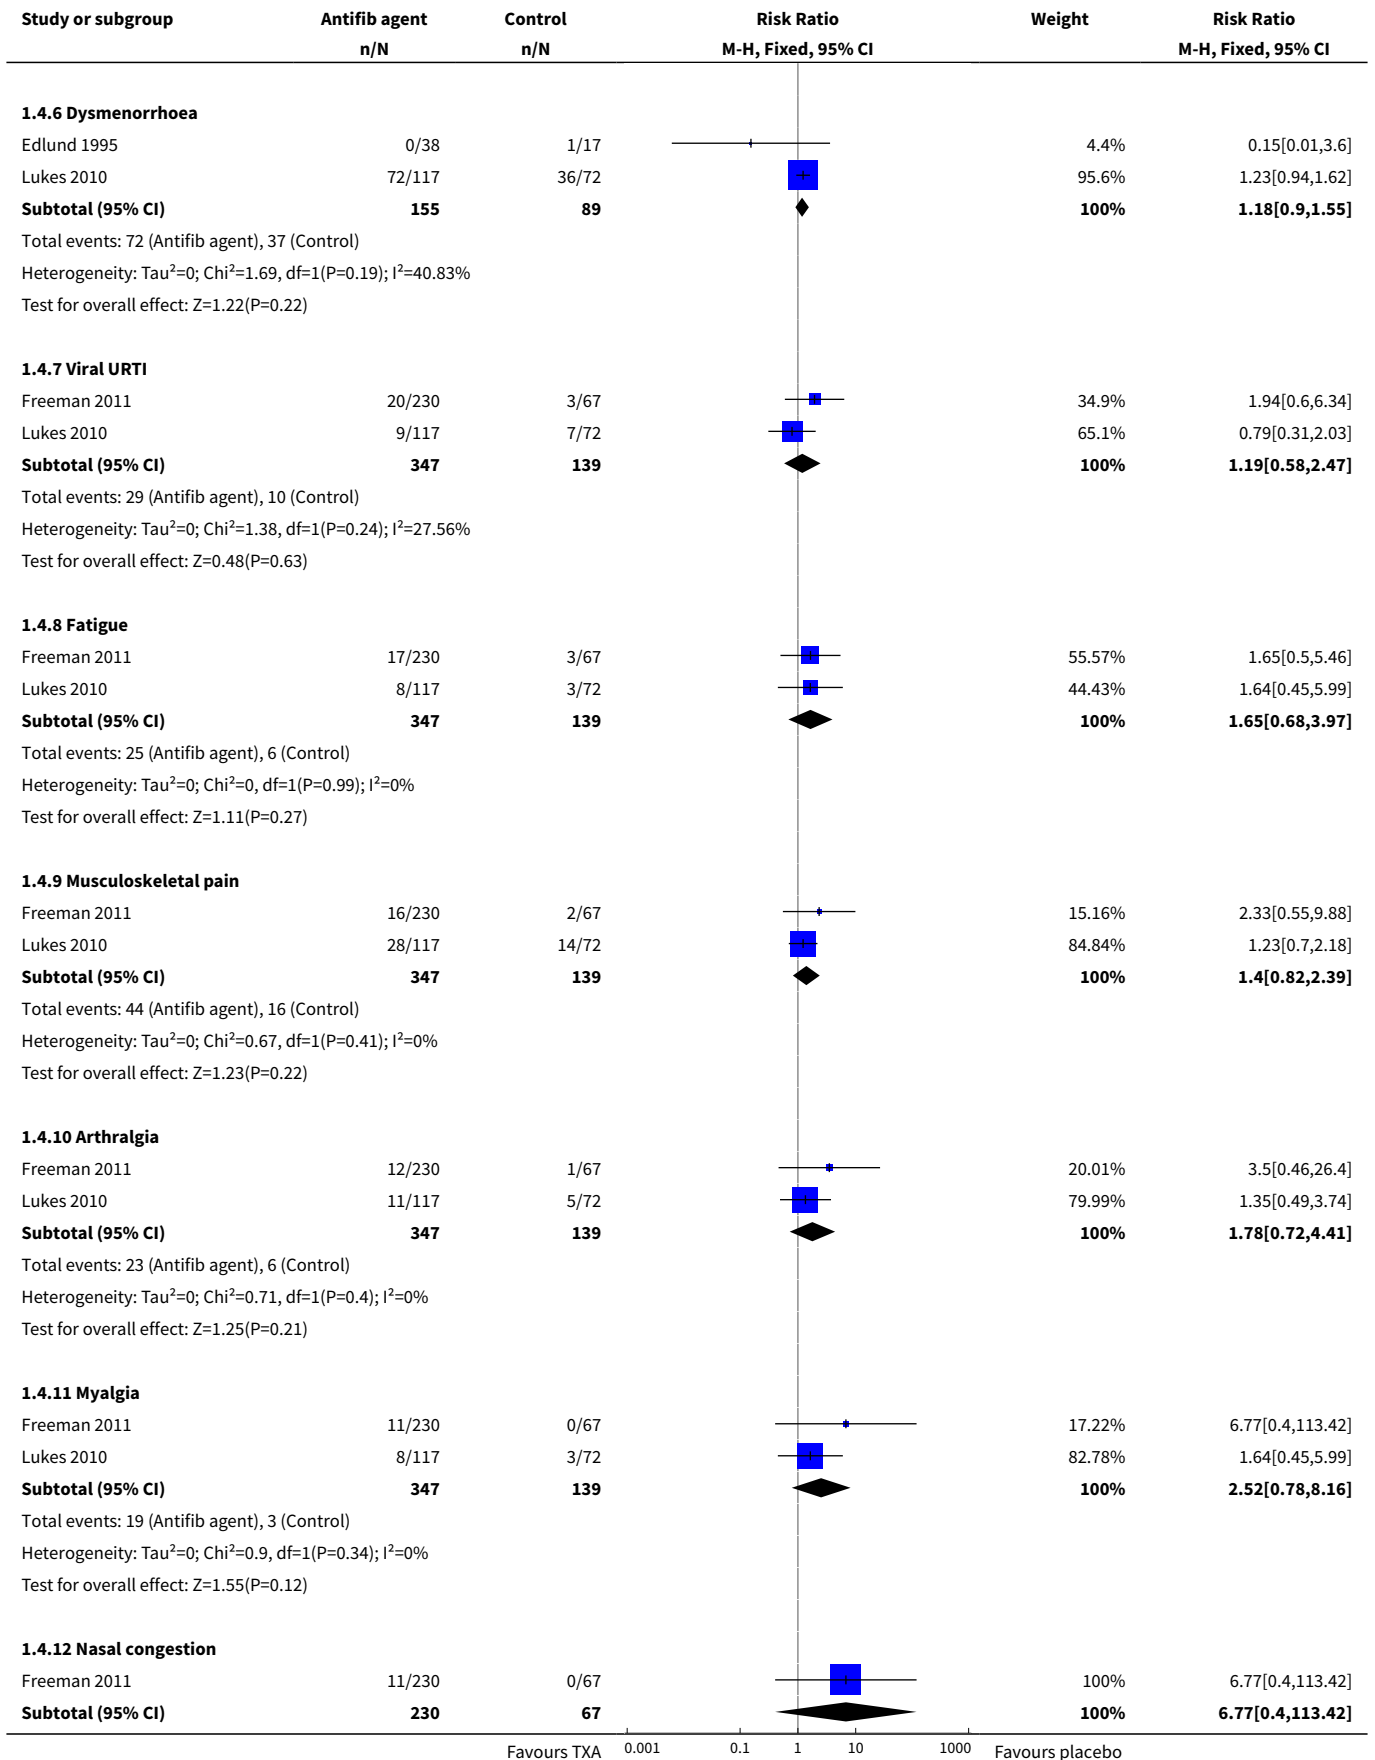 Study or subgroup Antifib agent Control Risk Ratio Weight Risk Ratio
n/N n/N M-H, Fixed, 95% CI M-H, Fixed, 95% CI
1.4.6 Dysmenorrhoea
Edlund 1995 0/38 1/17 4.4% 0.15[0.01,3.6]
Lukes 2010 72/117 36/72 95.6% 1.23[0.94,1.62]
Subtotal (95% CI) 155 89 100% 1.18[0.9,1.55]
Total events: 72 (Antifib agent), 37 (Control)
Heterogeneity: Tau²=0; Chi²=1.69, df=1(P=0.19); I²=40.83%
Test for overall effect: Z=1.22(P=0.22)
1.4.7 Viral URTI
Freeman 2011 20/230 3/67 34.9% 1.94[0.6,6.34]
Lukes 2010 9/117 7/72 65.1% 0.79[0.31,2.03]
Subtotal (95% CI) 347 139 100% 1.19[0.58,2.47]
Total events: 29 (Antifib agent), 10 (Control)
Heterogeneity: Tau²=0; Chi²=1.38, df=1(P=0.24); I²=27.56%
Test for overall effect: Z=0.48(P=0.63)
1.4.8 Fatigue
Freeman 2011 17/230 3/67 55.57% 1.65[0.5,5.46]
Lukes 2010 8/117 3/72 44.43% 1.64[0.45,5.99]
Subtotal (95% CI) 347 139 100% 1.65[0.68,3.97]
Total events: 25 (Antifib agent), 6 (Control)
Heterogeneity: Tau²=0; Chi²=0, df=1(P=0.99); I²=0%
Test for overall effect: Z=1.11(P=0.27)
1.4.9 Musculoskeletal pain
Freeman 2011 16/230 2/67 15.16% 2.33[0.55,9.88]
Lukes 2010 28/117 14/72 84.84% 1.23[0.7,2.18]
Subtotal (95% CI) 347 139 100% 1.4[0.82,2.39]
Total events: 44 (Antifib agent), 16 (Control)
Heterogeneity: Tau²=0; Chi²=0.67, df=1(P=0.41); I²=0%
Test for overall effect: Z=1.23(P=0.22)
1.4.10 Arthralgia
Freeman 2011 12/230 1/67 20.01% 3.5[0.46,26.4]
Lukes 2010 11/117 5/72 79.99% 1.35[0.49,3.74]
Subtotal (95% CI) 347 139 100% 1.78[0.72,4.41]
Total events: 23 (Antifib agent), 6 (Control)
Heterogeneity: Tau²=0; Chi²=0.71, df=1(P=0.4); I²=0%
Test for overall effect: Z=1.25(P=0.21)
1.4.11 Myalgia
Freeman 2011 11/230 0/67 17.22% 6.77[0.4,113.42]
Lukes 2010 8/117 3/72 82.78% 1.64[0.45,5.99]
Subtotal (95% CI) 347 139 100% 2.52[0.78,8.16]
Total events: 19 (Antifib agent), 3 (Control)
Heterogeneity: Tau²=0; Chi²=0.9, df=1(P=0.34); I²=0%
Test for overall effect: Z=1.55(P=0.12)
1.4.12 Nasal congestion
Freeman 2011 11/230 0/67 100% 6.77[0.4,113.42]
Subtotal (95% CI) 230 67 100% 6.77[0.4,113.42]
Favours TXA 0.001 0.1 1 10 1000 Favours placebo